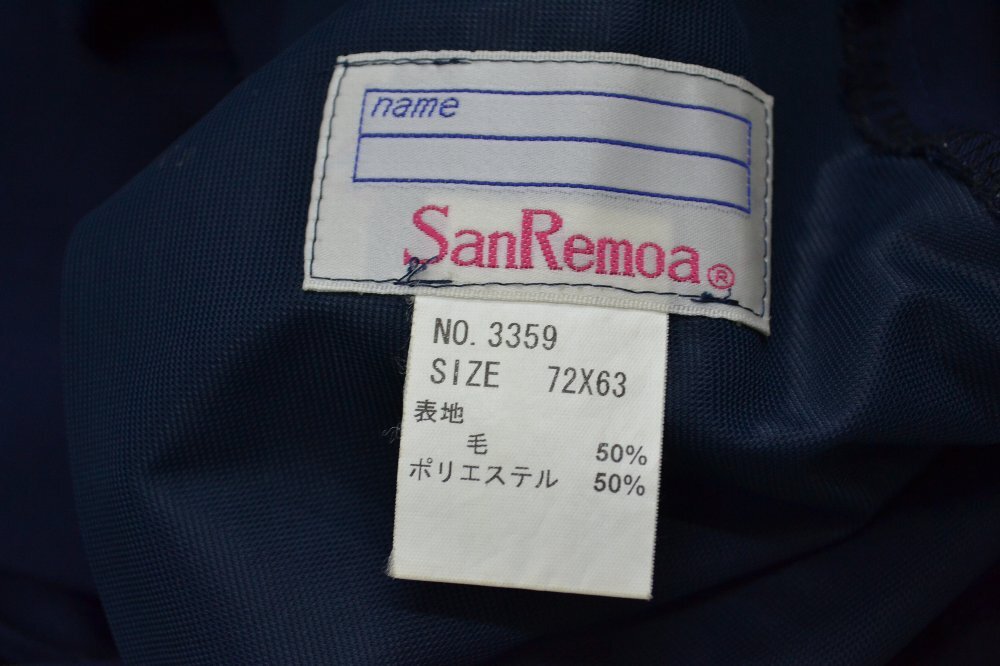 name
SanRemoa®
NO. 3359
SIZE 72X63
表地
毛 50%
ポリエステル 50%